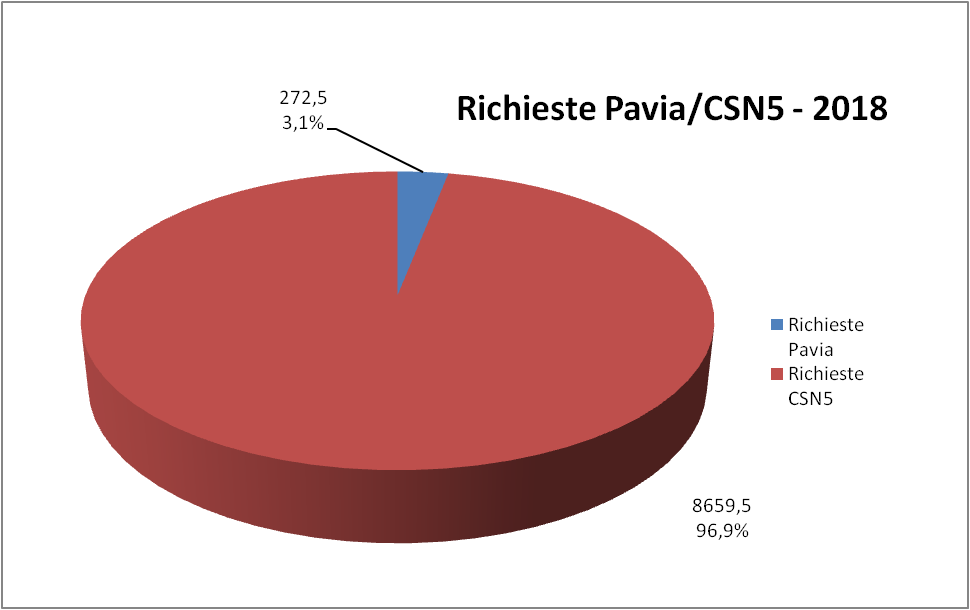 Richieste Pavia/CSN5 - 2018
272,5
3,1%
Richieste
Pavia
Richieste
CSN5
8659,5
96,9%